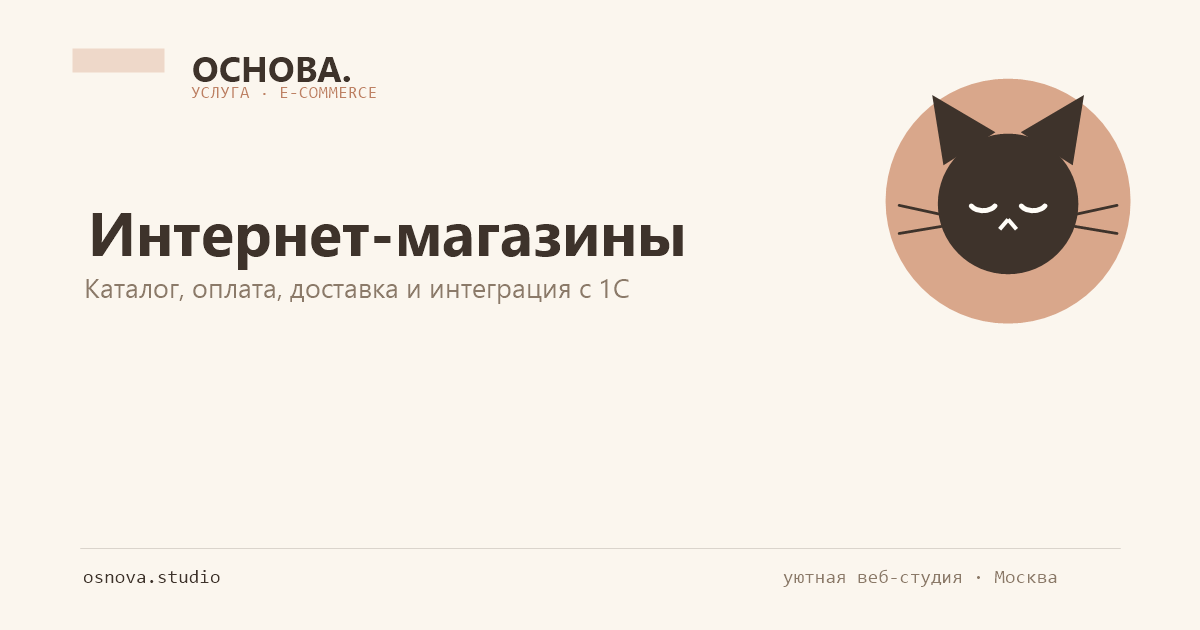 ОСНОВА.
УСЛУГА · E-COMMERCE
Интернет-магазины
Каталог, оплата, доставка и интеграция с 1С
osnova.studio
уютная веб-студия · Москва